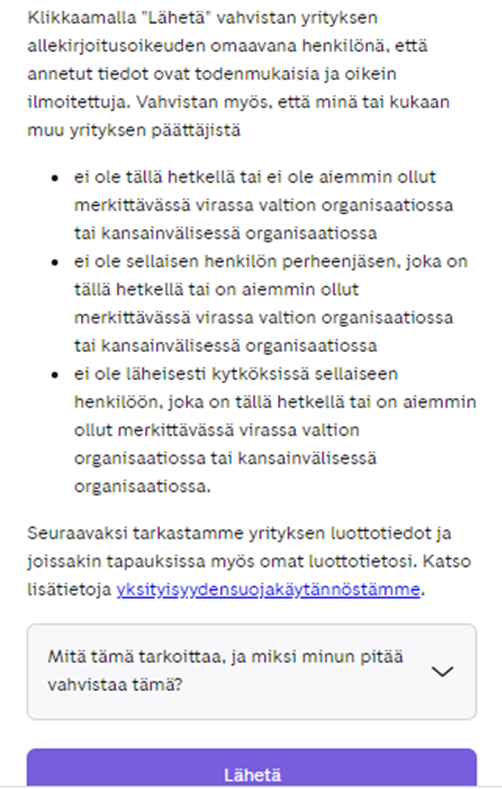 Klikkaamalla "Lähetä" vahvistan yrityksen
allekirjoitusoikeuden omaavana henkilönä, että
annetut tiedot ovat todenmukaisia ja oikein
ilmoitettuja. Vahvistan myös, että minä tai kukaan
muu yrityksen päättäjistä
• ei ole tällä hetkellä tai ei ole aiemmin ollut
merkittävässä virassa valtion organisaatiossa
tai kansainvälisessä organisaatiossa
• ei ole sellaisen henkilön perheenjäsen, joka on
tällä hetkellä tai on aiemmin ollut
merkittävässä virassa valtion organisaatiossa
tai kansainvälisessä organisaatiossa
• ei ole läheisesti kytköksissä sellaiseen
henkilöön, joka on tällä hetkellä tai on aiemmin
ollut merkittävässä virassa valtion
organisaatiossa tai kansainvälisessä
organisaatiossa.
Seuraavaksi tarkastamme yrityksen luottotiedot ja
joissakin tapauksissa myös omat luottotietosi. Katso
lisätietoja yksityisyydensuojakäytännöstämme.
Mitä tämä tarkoittaa, ja miksi minun pitää
vahvistaa tämä?
Lähetä